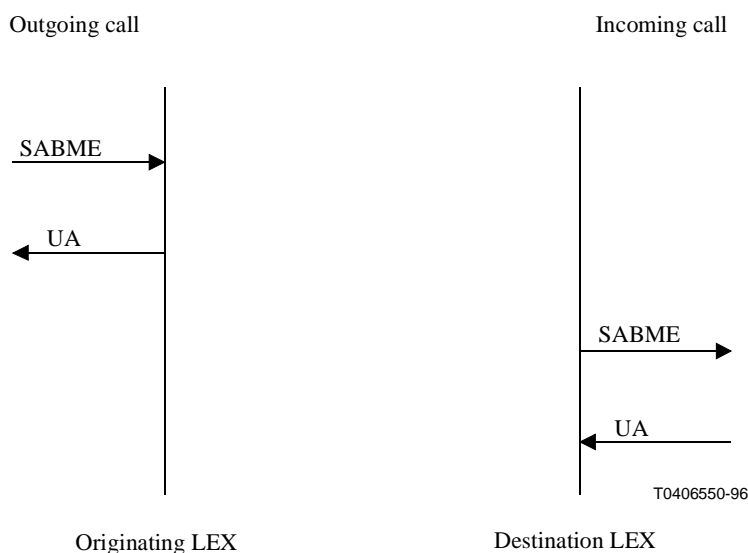 Outgoing call
Incoming call
SABME
UA
SABME
UA
T0406550-96
Originating LEX
Destination LEX